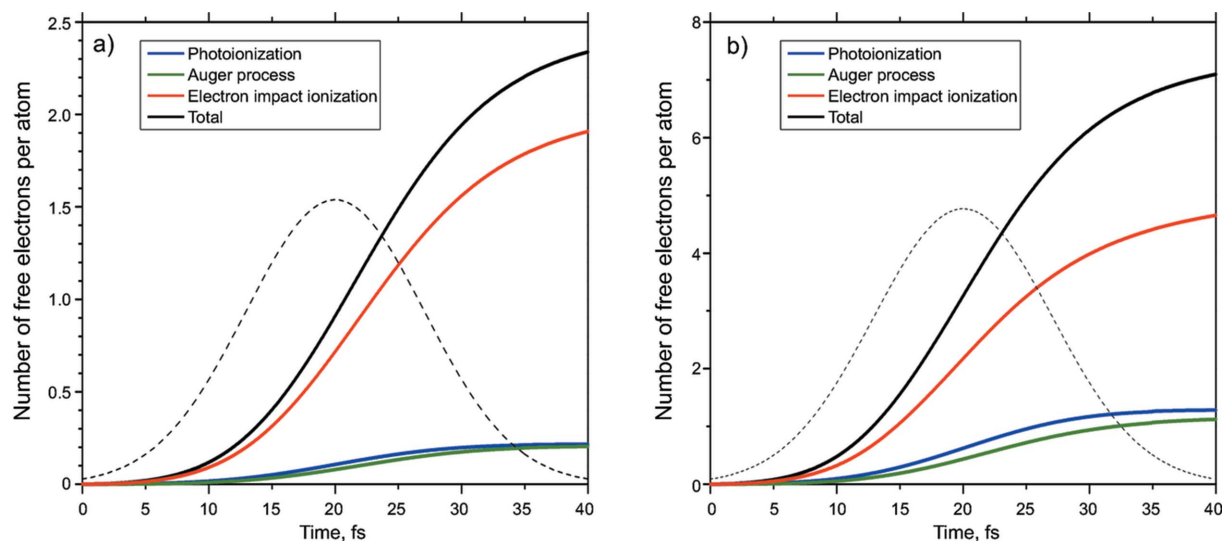 a)
Photoionization
Auger process
Electron impact ionization
Total
Number of free electrons per atom
2.5
2.0
1.5
1.0
0.5
0
0 5 10 15 20 25 30 35 40
Time, fs
b)
Photoionization
Auger process
Electron impact ionization
Total
Number of free electrons per atom
8
6
4
2
0
0 5 10 15 20 25 30 35 40
Time, fs